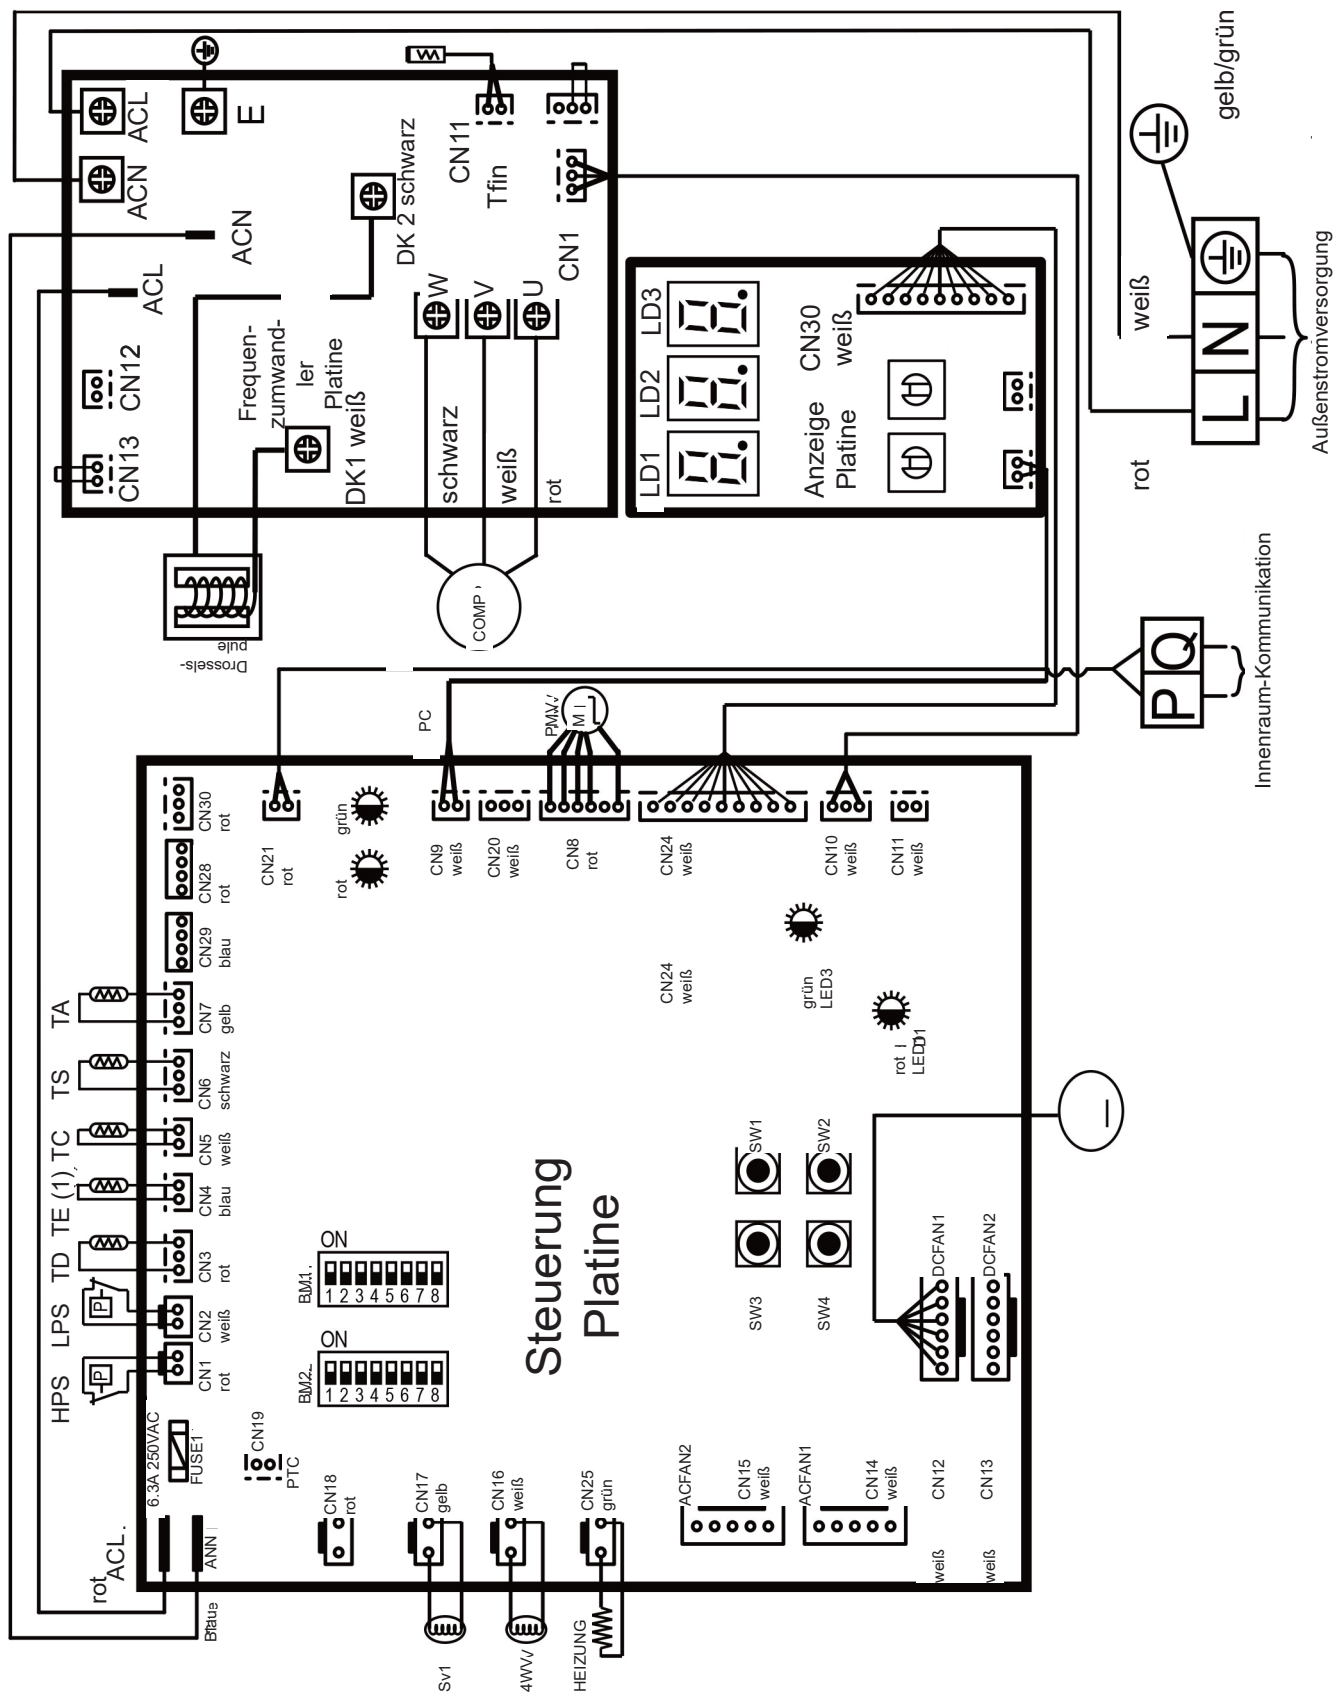 gelb/grün
ACL
ACN
E
ACN
ACL
CN12
CN13
Frequen-
zumwand-
ler
Platine
DK1 weiß
DK 2 schwarz
CN11
Tfin
CN1
W
V
U
schwarz
weiß
rot
COMP
Drossels-
pule
LD1
LD2
LD3
Anzeige
Platine
CN30
weiß
weiß
rot
L
N
Außenstromversorgung
P
Q
Innenraum-Kommunikation
PC
PMV
M
HPS
LPS
TD
TE (1)
TC
TS
TA
P
P
CN1
rot
CN2
weiß
CN3
rot
CN4
blau
CN5
weiß
CN6
schwarz
CN7
gelb
CN29
blau
CN28
rot
CN30
rot
CN21
rot
grün
rot
CN9
weiß
CN20
weiß
CN8
rot
CN24
weiß
CN10
weiß
CN11
weiß
CN24
weiß
grün
LED3
rot
LED1
6.3A 250VAC
FUSE1
CN19
PTC
rot
ACL.
ANN
BM1
ON
1 2 3 4 5 6 7 8
BM2
ON
1 2 3 4 5 6 7 8
Steuerung
Platine
SW1
SW2
SW3
SW4
DCFAN1
DCFAN2
CN18
rot
CN17
gelb
CN16
weiß
CN25
grün
Sv1
4WVv
HEIZUNG
ACFAN2
CN15
weiß
ACFAN1
CN14
weiß
CN12
weiß
CN13
weiß